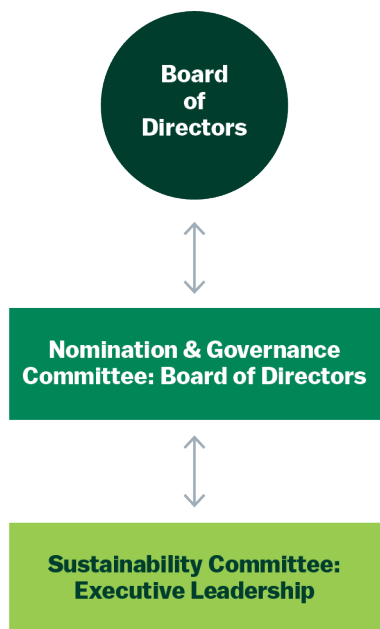 Board
of
Directors
Nomination & Governance
Committee: Board of Directors
Sustainability Committee:
Executive Leadership